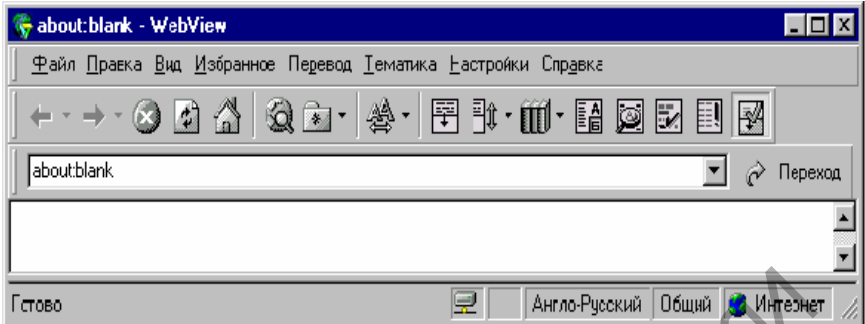 about:blank - WebView
Файл Правка Вид Избранное Перевод Тематика Настройки Справка
about:blank
Переход
Готово Англо-Русский Общий Интернет